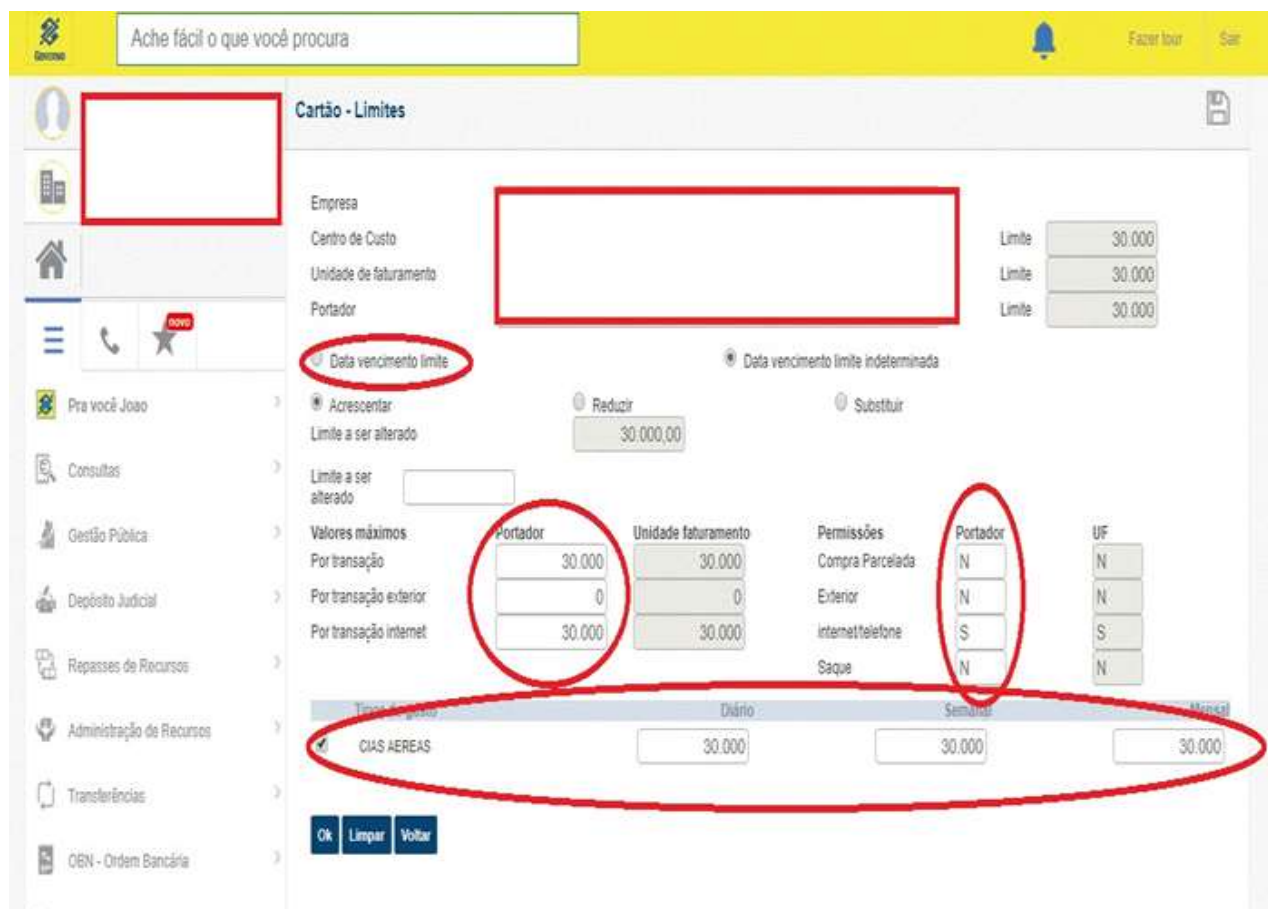 Governo
Ache fácil o que você procura
Fazer tour Sair
Cartão - Limites
Empresa
Centro de Custo Limite 30.000
Unidade de faturamento Limite 30.000
Portador Limite 30.000
Data vencimento limite Data vencimento limite indeterminada
Acrescentar Reduzir Substituir
Limite a ser alterado 30.000,00
Limite a ser
alterado
Valores máximos Portador Unidade faturamento Permissões Portador UF
Por transação 30.000 30.000 Compra Parcelada N N
Por transação exterior 0 0 Exterior N N
Por transação internet 30.000 30.000 internet/telefone S S
Saque N N
Tipos de gasto Diário Semanal Mensal
CIAS AEREAS 30.000 30.000 30.000
Ok Limpar Voltar
novo
Pra você Joao
Consultas
Gestão Pública
Depósito Judicial
Repasses de Recursos
Administração de Recursos
Transferências
OBN - Ordem Bancária